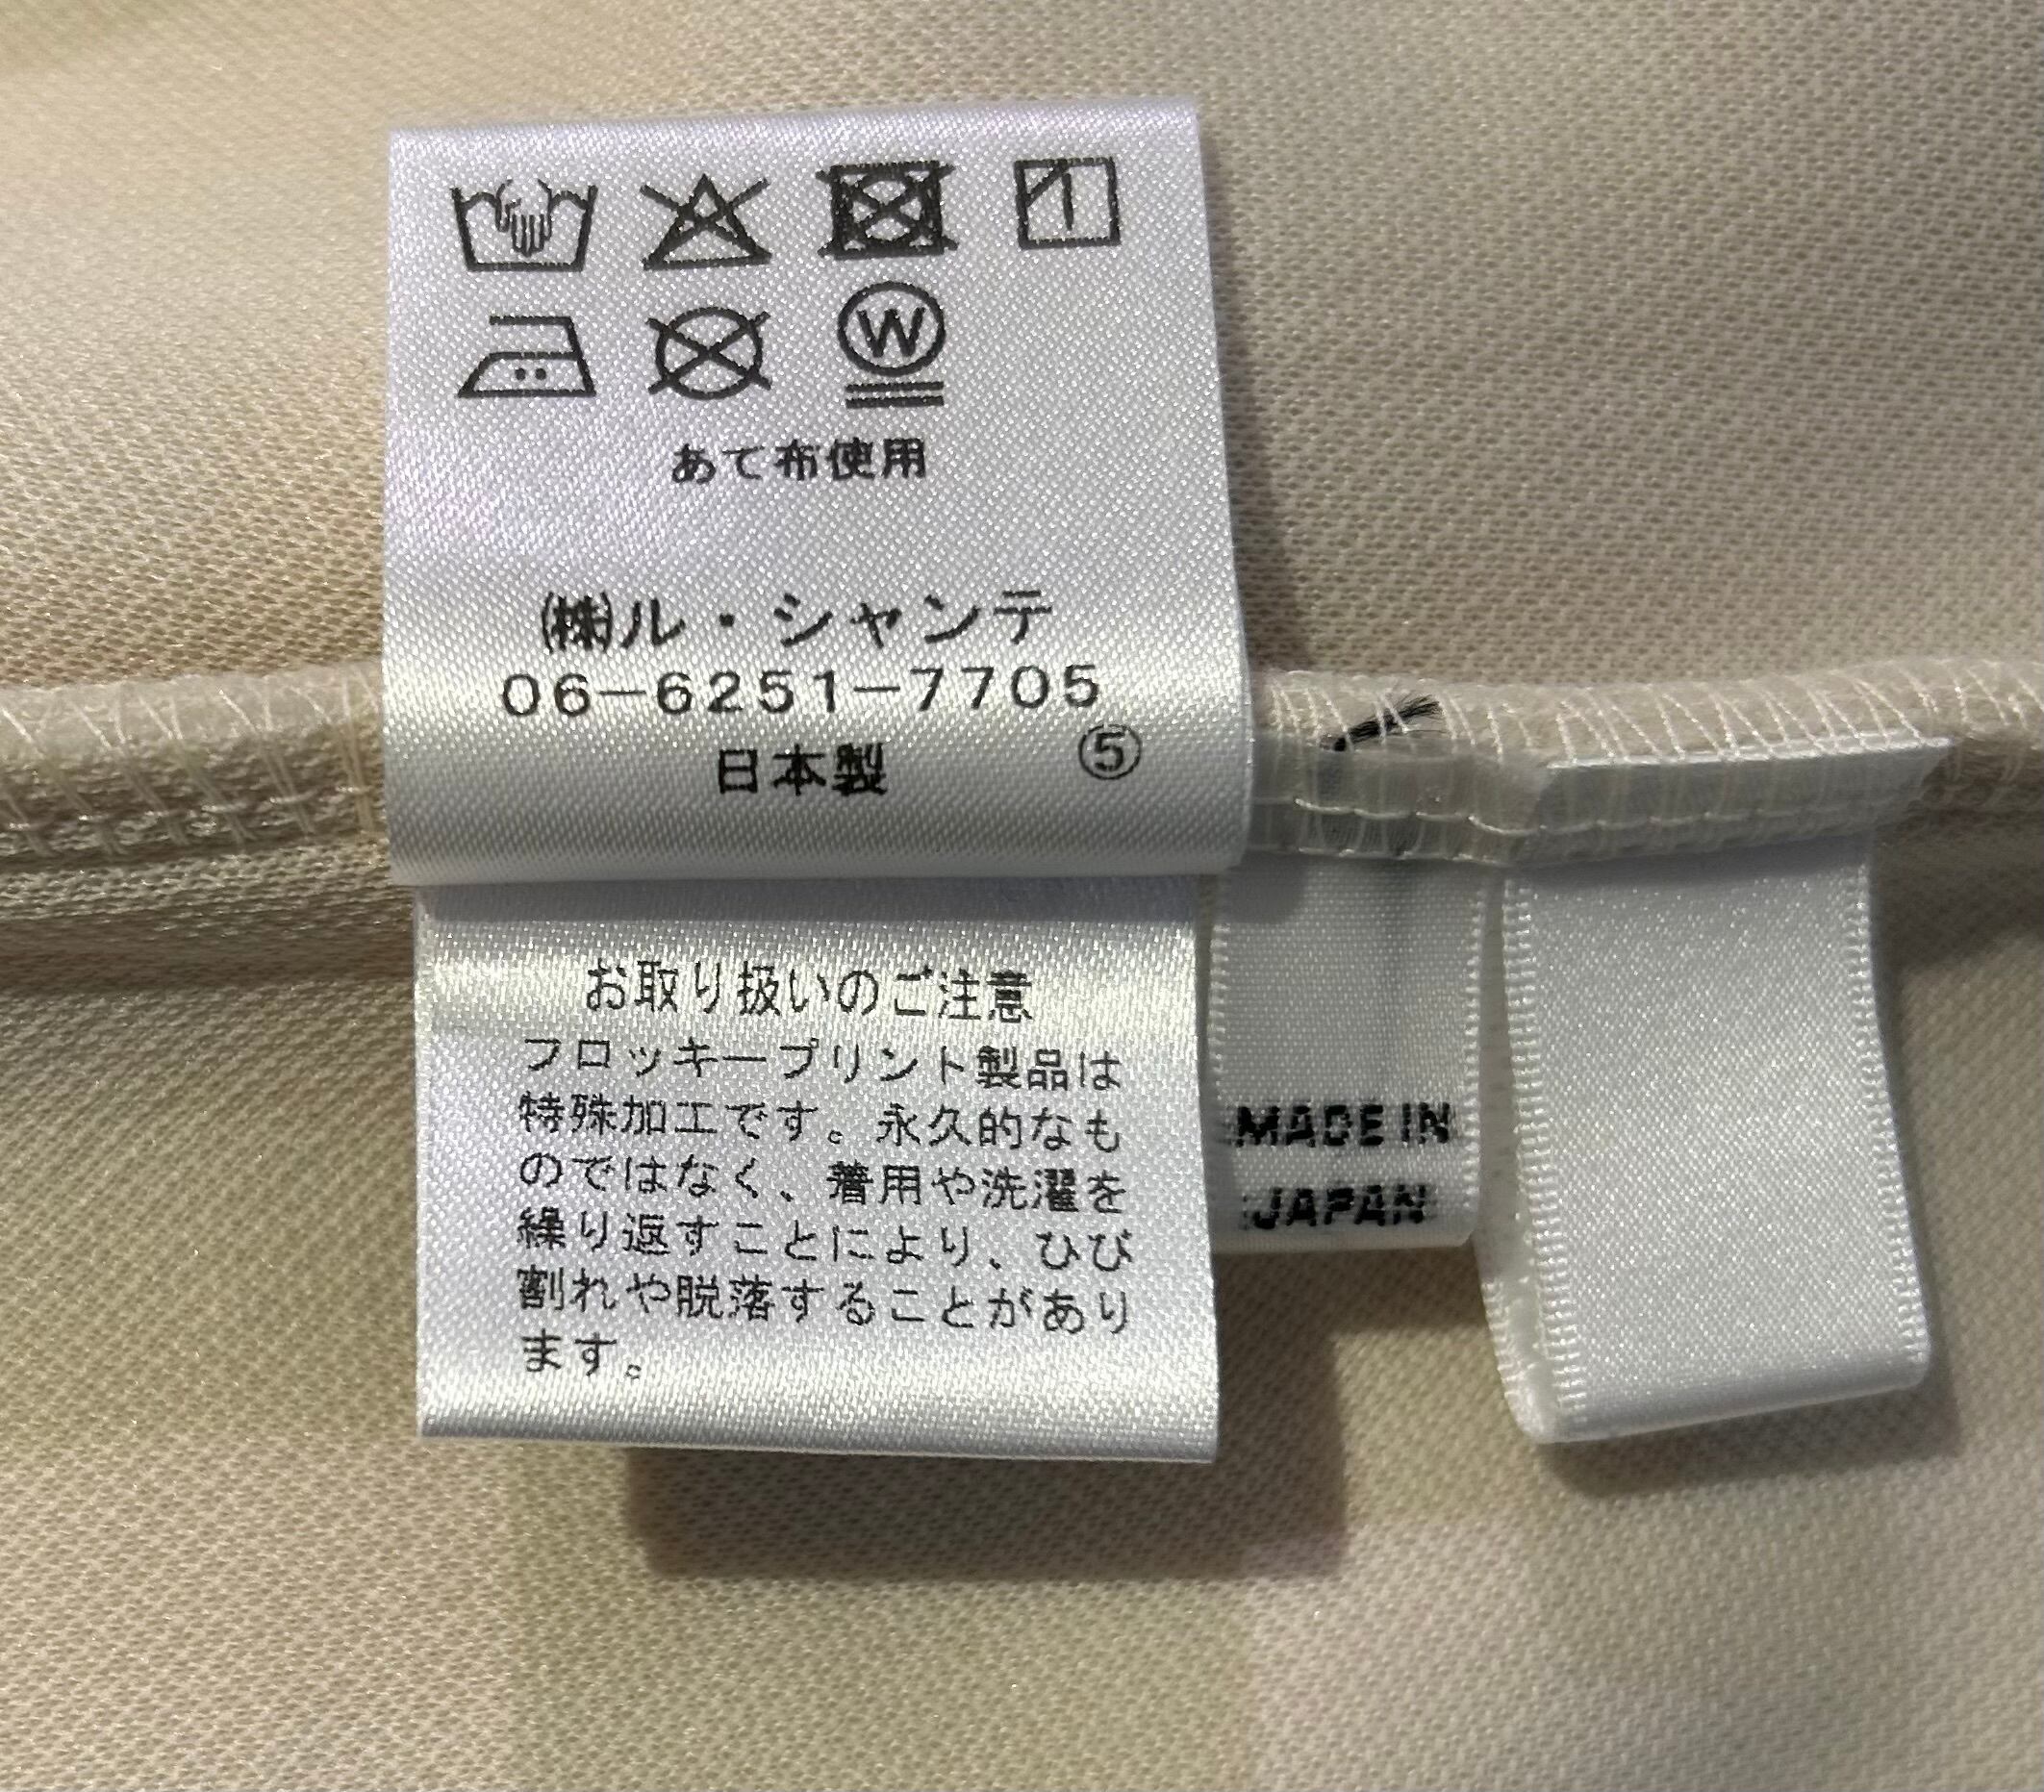 W
あて布使用
㈱ル・シャンテ
06-6251-7705
日本製 ⑤
お取り扱いのご注意
フロッキープリント製品は
特殊加工です。永久的なも
のではなく、着用や洗濯を
繰り返すことにより、ひび
割れや脱落することがあり
ます。
MADE IN
JAPAN